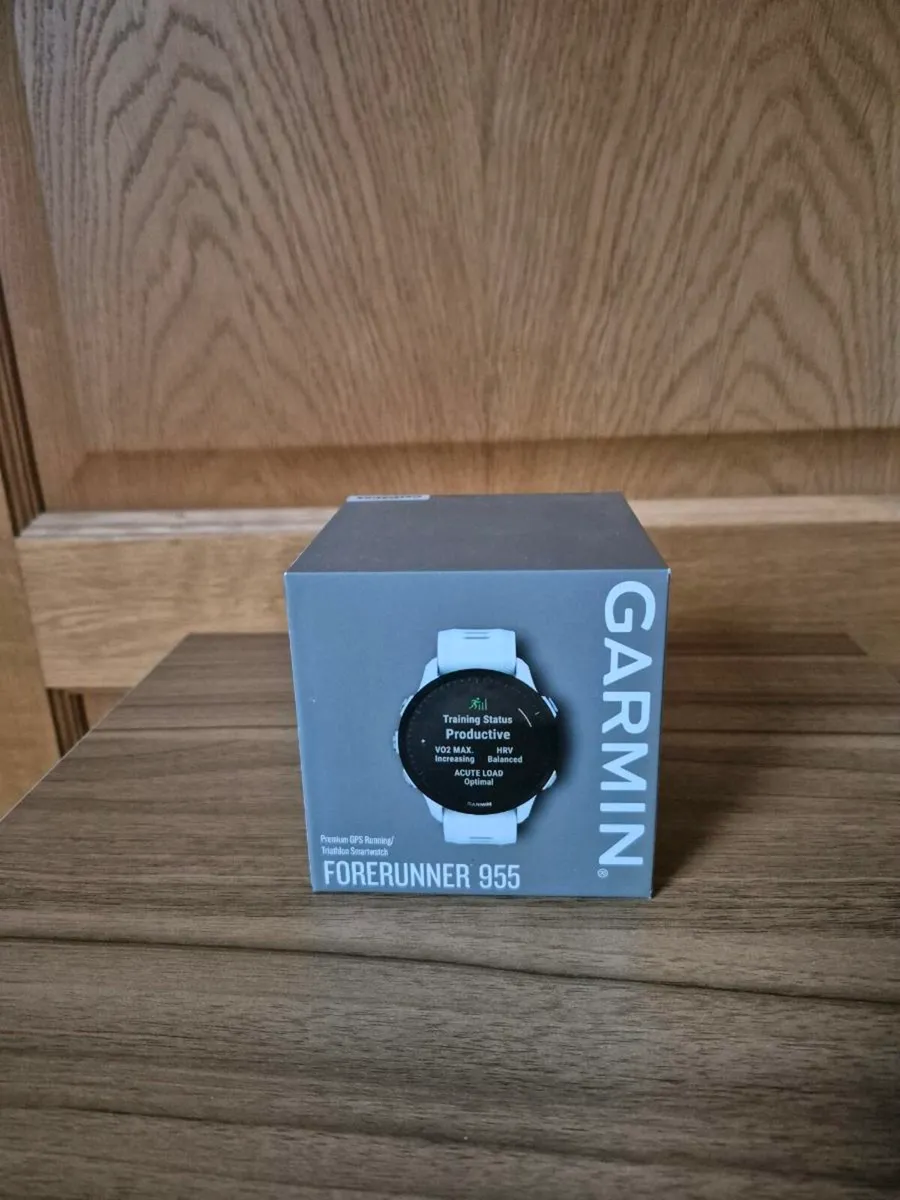 GARMIN®
Training Status
Productive
VO2 MAX. HRV
Increasing Balanced
ACUTE LOAD
Optimal
GARMIN
Premium GPS Running/
Triathlon Smartwatch
FORERUNNER 955